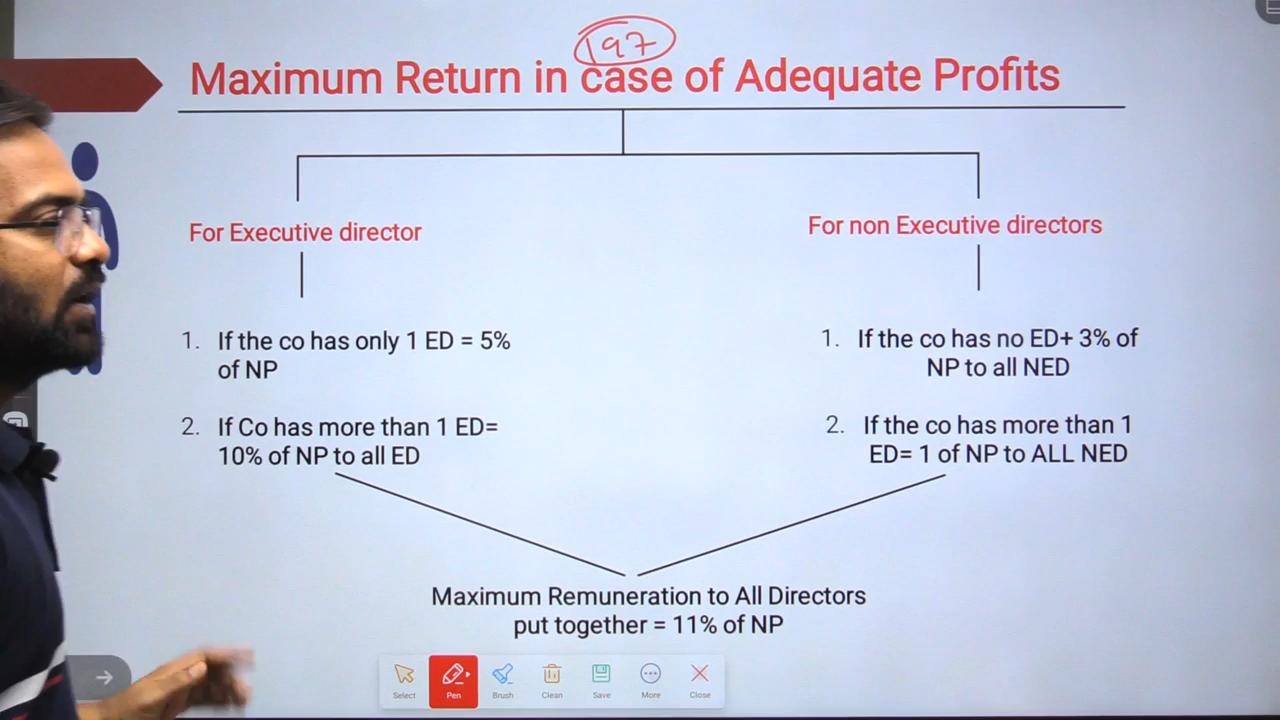 197
Maximum Return in case of Adequate Profits
For Executive director
1. If the co has only 1 ED = 5%
of NP
2. If Co has more than 1 ED=
10% of NP to all ED
For non Executive directors
1. If the co has no ED+ 3% of
NP to all NED
2. If the co has more than 1
ED= 1 of NP to ALL NED
Maximum Remuneration to All Directors
put together = 11% of NP
Select
Pen
Brush
Clean
Save
More
Close